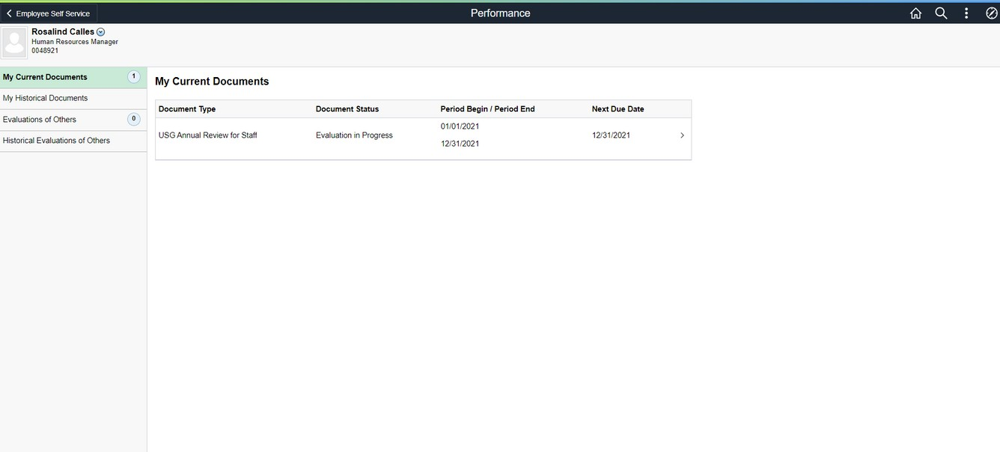 Employee Self Service
Performance
Rosalind Calles
Human Resources Manager
0048921
My Current Documents 1
My Historical Documents
Evaluations of Others 0
Historical Evaluations of Others
My Current Documents
Document Type Document Status Period Begin / Period End Next Due Date
USG Annual Review for Staff Evaluation in Progress 01/01/2021 12/31/2021
12/31/2021